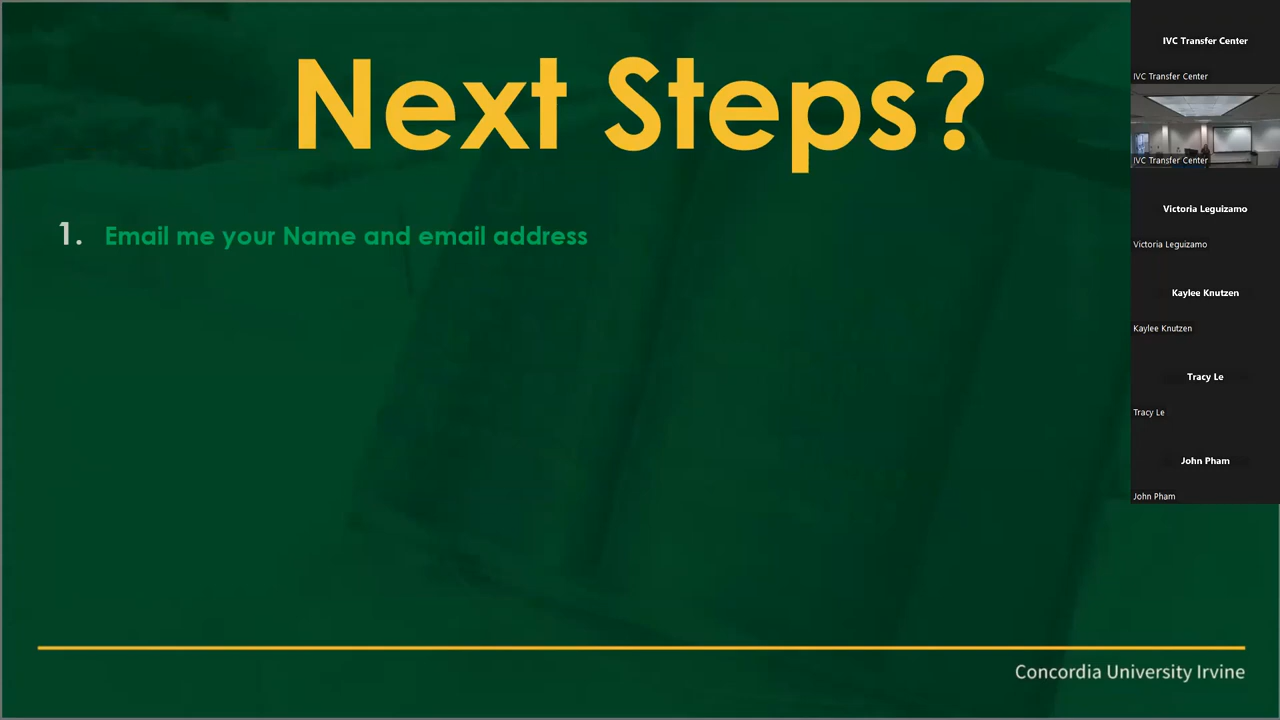 Next Steps?
1. Email me your Name and email address
Concordia University Irvine
IVC Transfer Center
IVC Transfer Center
IVC Transfer Center
Victoria Leguizamo
Victoria Leguizamo
Kaylee Knutzen
Kaylee Knutzen
Tracy Le
Tracy Le
John Pham
John Pham